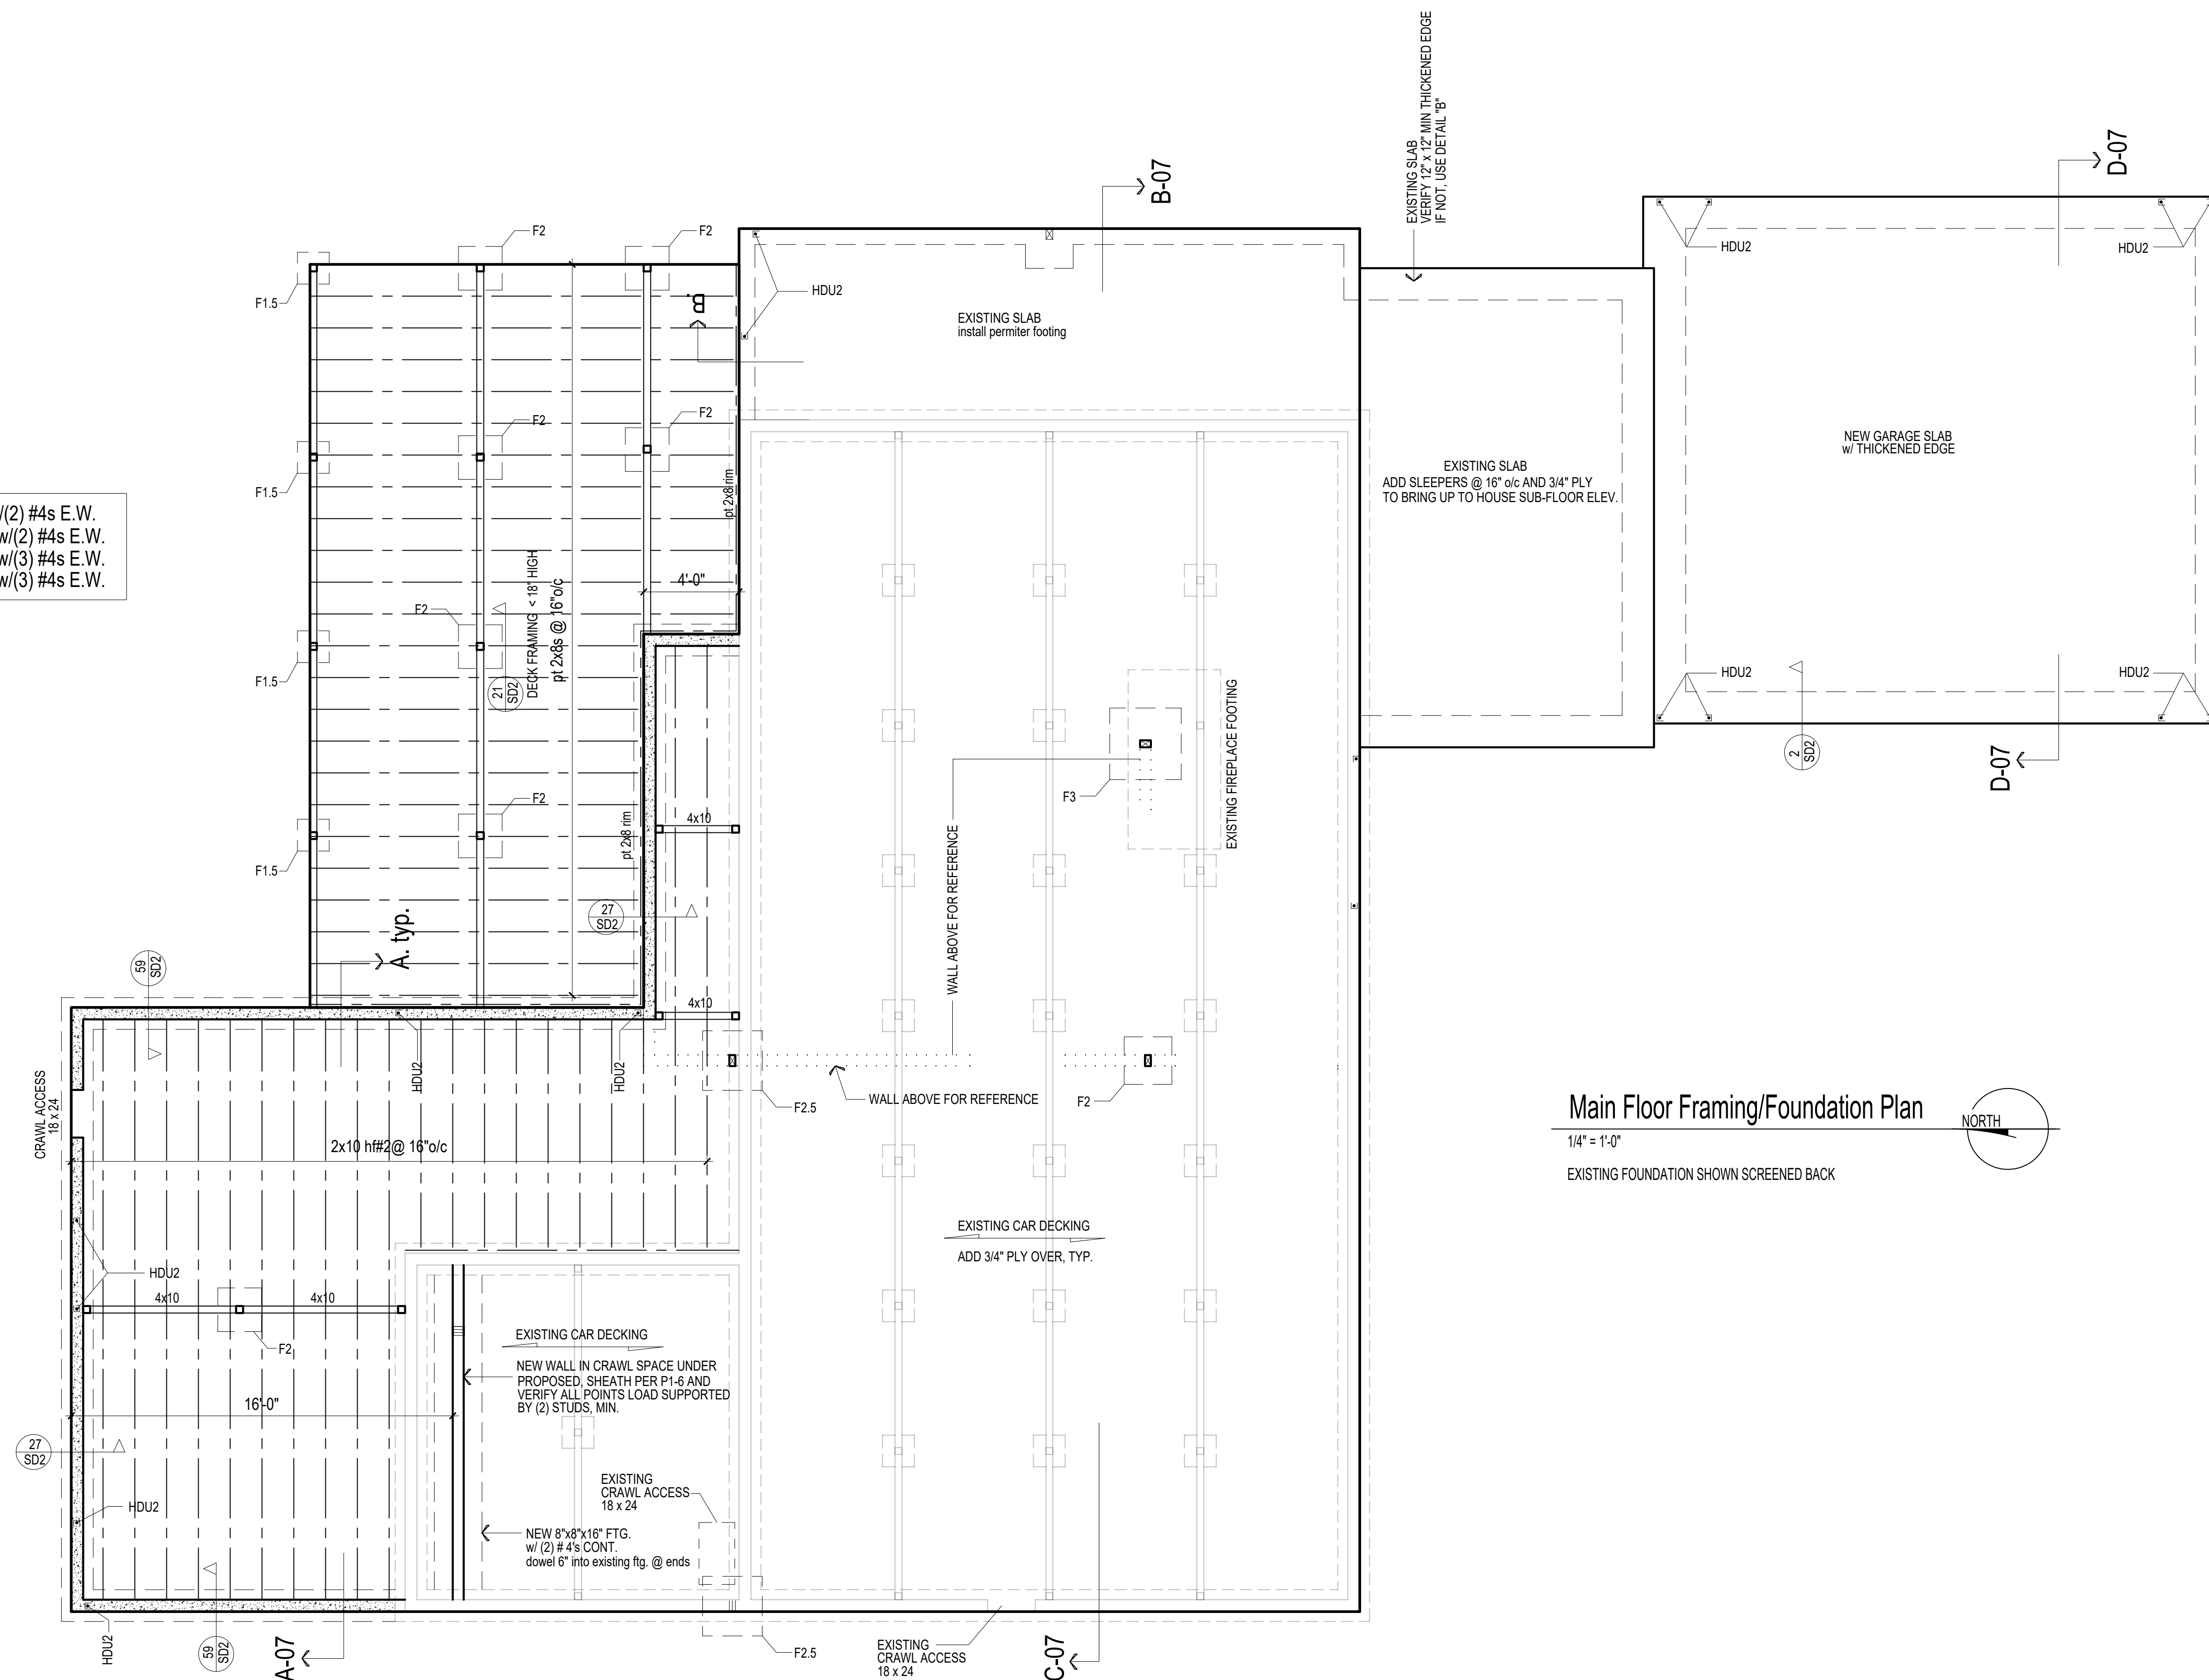 EXISTING SLAB
VERIFY 12" x 12" MIN THICKENED EDGE
IF NOT, USE DETAIL "B"
D-07
B-07
F2
F2
HDU2
HDU2
F1.5
HDU2
B.
EXISTING SLAB
install permiter footing
F2
F2
NEW GARAGE SLAB
w/ THICKENED EDGE
EXISTING SLAB
ADD SLEEPERS @ 16" o/c AND 3/4" PLY
TO BRING UP TO HOUSE SUB-FLOOR ELEV.
F1.5
pt 2x8 rim
/(2) #4s E.W.
w/(2) #4s E.W.
w/(3) #4s E.W.
w/(3) #4s E.W.
DECK FRAMING < 18" HIGH
pt 2x8s @ 16"o/c
4'-0"
F2
21
SD2
F1.5
HDU2
HDU2
2
SD2
D-07
EXISTING FIREPLACE FOOTING
F3
F2
4x10
pt 2x8 rim
F1.5
WALL ABOVE FOR REFERENCE
27
SD2
A. typ.
59
SD2
4x10
HDU2
HDU2
CRAWL ACCESS
18 x 24
WALL ABOVE FOR REFERENCE
F2
F2.5
Main Floor Framing/Foundation Plan
NORTH
1/4" = 1'-0"
EXISTING FOUNDATION SHOWN SCREENED BACK
2x10 hf#2@ 16"o/c
EXISTING CAR DECKING
ADD 3/4" PLY OVER, TYP.
HDU2
4x10
4x10
F2
EXISTING CAR DECKING
NEW WALL IN CRAWL SPACE UNDER
PROPOSED, SHEATH PER P1-6 AND
VERIFY ALL POINTS LOAD SUPPORTED
BY (2) STUDS, MIN.
16'-0"
27
SD2
EXISTING
CRAWL ACCESS
18 x 24
HDU2
NEW 8"x8"x16" FTG.
w/ (2) # 4's CONT.
dowel 6" into existing ftg. @ ends
HDU2
59
SD2
A-07
F2.5
EXISTING
CRAWL ACCESS
18 x 24
C-07